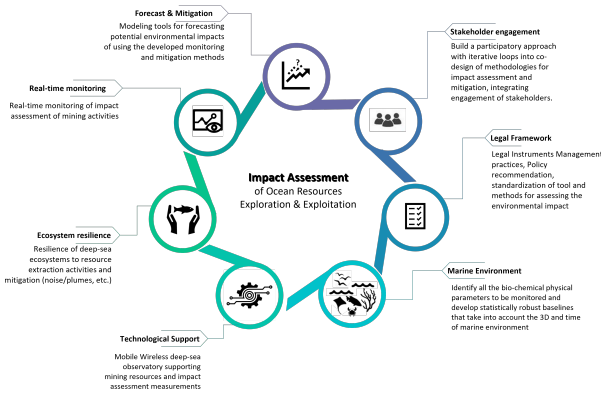 Forecast & Mitigation
Modeling tools for forecasting
potential environmental impacts
of using the developed monitoring
and mitigation methods
?
Stakeholder engagement
Build a participatory approach
with iterative loops into co-
design of methodologies for
impact assessment and
mitigation, integrating
engagement of stakeholders.
Real-time monitoring
Real-time monitoring of impact
assessment of mining activities
Legal Framework
Legal Instruments Management
practices, Policy
recommendation,
standardization of tool and
methods for assessing the
environmental impact
Impact Assessment
of Ocean Resources
Exploration & Exploitation
Ecosystem resilience
Resilience of deep-sea
ecosystems to resource
extraction activities and
mitigation (noise/plumes, etc.)
Marine Environment
Identify all the bio-chemical physical
parameters to be monitored and
develop statistically robust baselines
that take into account the 3D and time
of marine environment
Technological Support
Mobile Wireless deep-sea
observatory supporting
mining resources and impact
assessment measurements